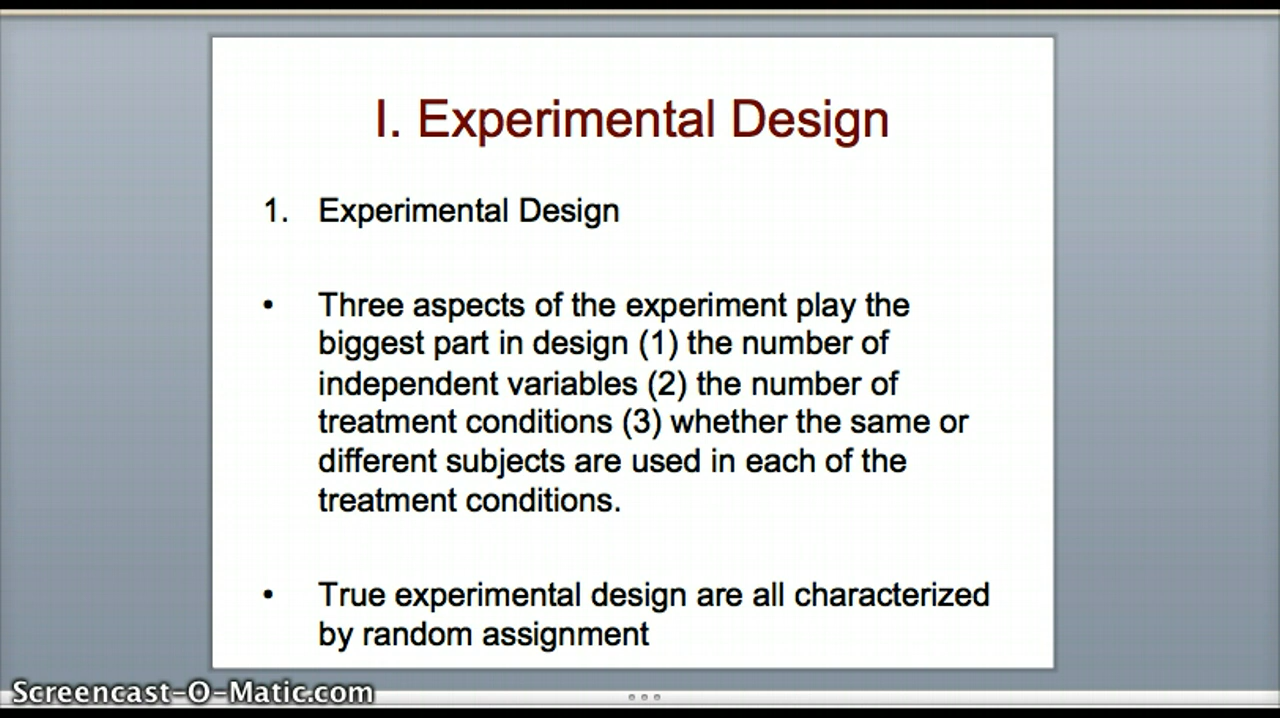 I. Experimental Design
1. Experimental Design
• Three aspects of the experiment play the
biggest part in design (1) the number of
independent variables (2) the number of
treatment conditions (3) whether the same or
different subjects are used in each of the
treatment conditions.
• True experimental design are all characterized
by random assignment
Screencast-O-Matic.com